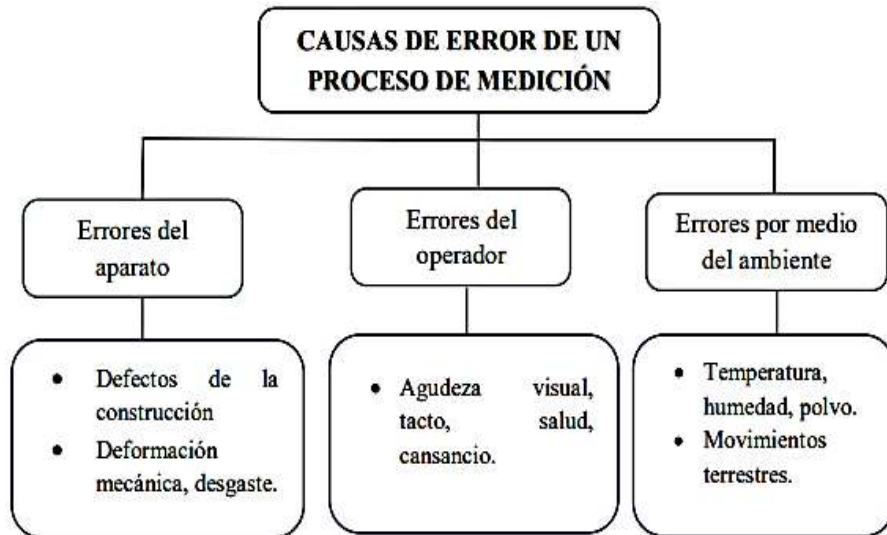 CAUSAS DE ERROR DE UN
PROCESO DE MEDICIÓN
Errores del
aparato
Errores del
operador
Errores por medio
del ambiente
• Defectos de la
construcción
• Deformación
mecánica, desgaste.
• Agudeza visual,
tacto, salud,
cansancio.
• Temperatura,
humedad, polvo.
• Movimientos
terrestres.